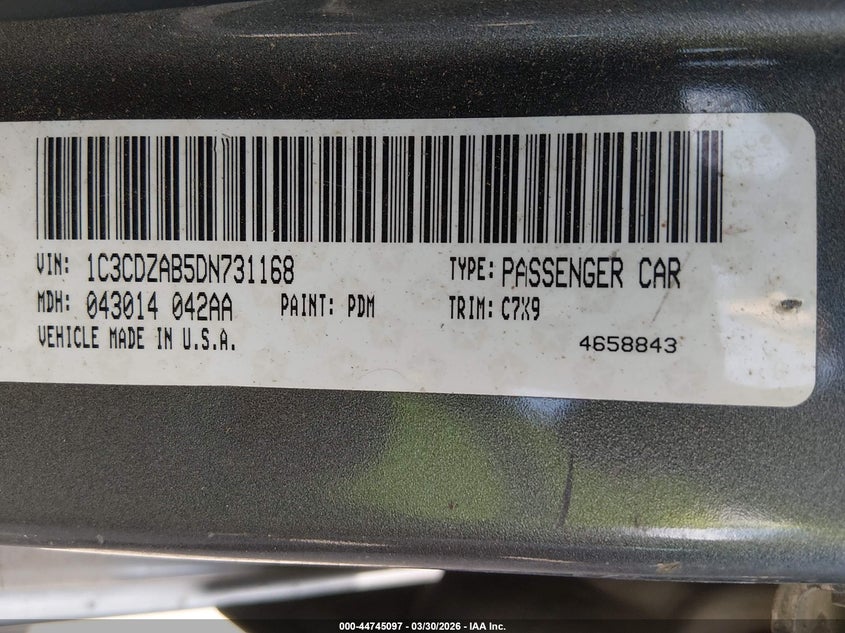 VIN: 1C3CDZAB5DN731168 TYPE: PASSENGER CAR
MDH: 043014 042AA PAINT: PDM TRIM: C7X9
VEHICLE MADE IN U.S.A. 4658843
000-44745097 - 03/30/2026 - IAA Inc.